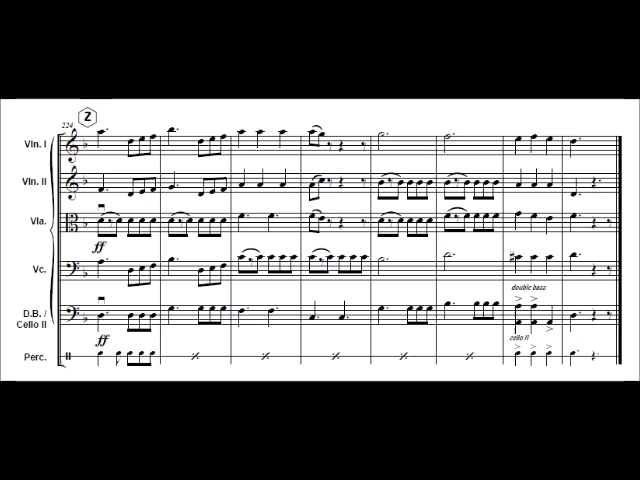 Z
224
Vln. I
Vln. II
Vla.
ff
Vc.
double bass
D.B. /
Cello II
ff
cello II
Perc.